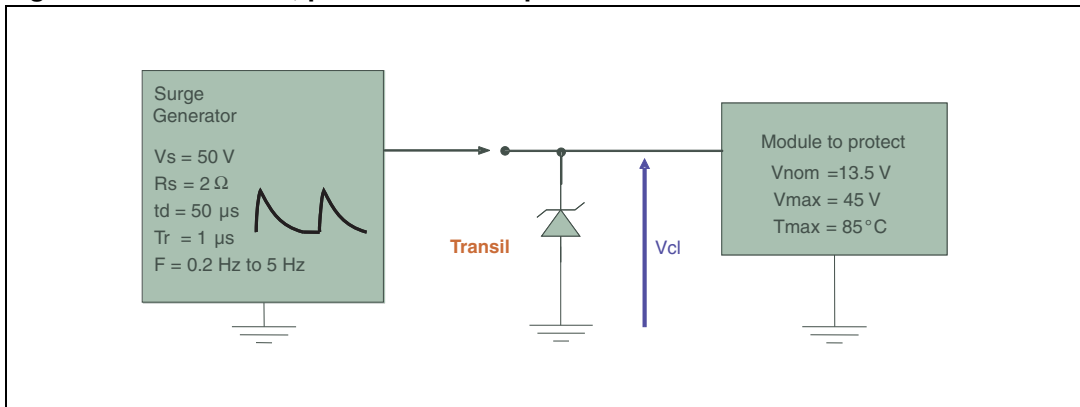 Surge
Generator
Vs = 50 V
Rs = 2 Ω
td = 50 µs
Tr = 1 µs
F = 0.2 Hz to 5 Hz
Transil
Vcl
Module to protect
Vnom =13.5 V
Vmax = 45 V
Tmax = 85°C